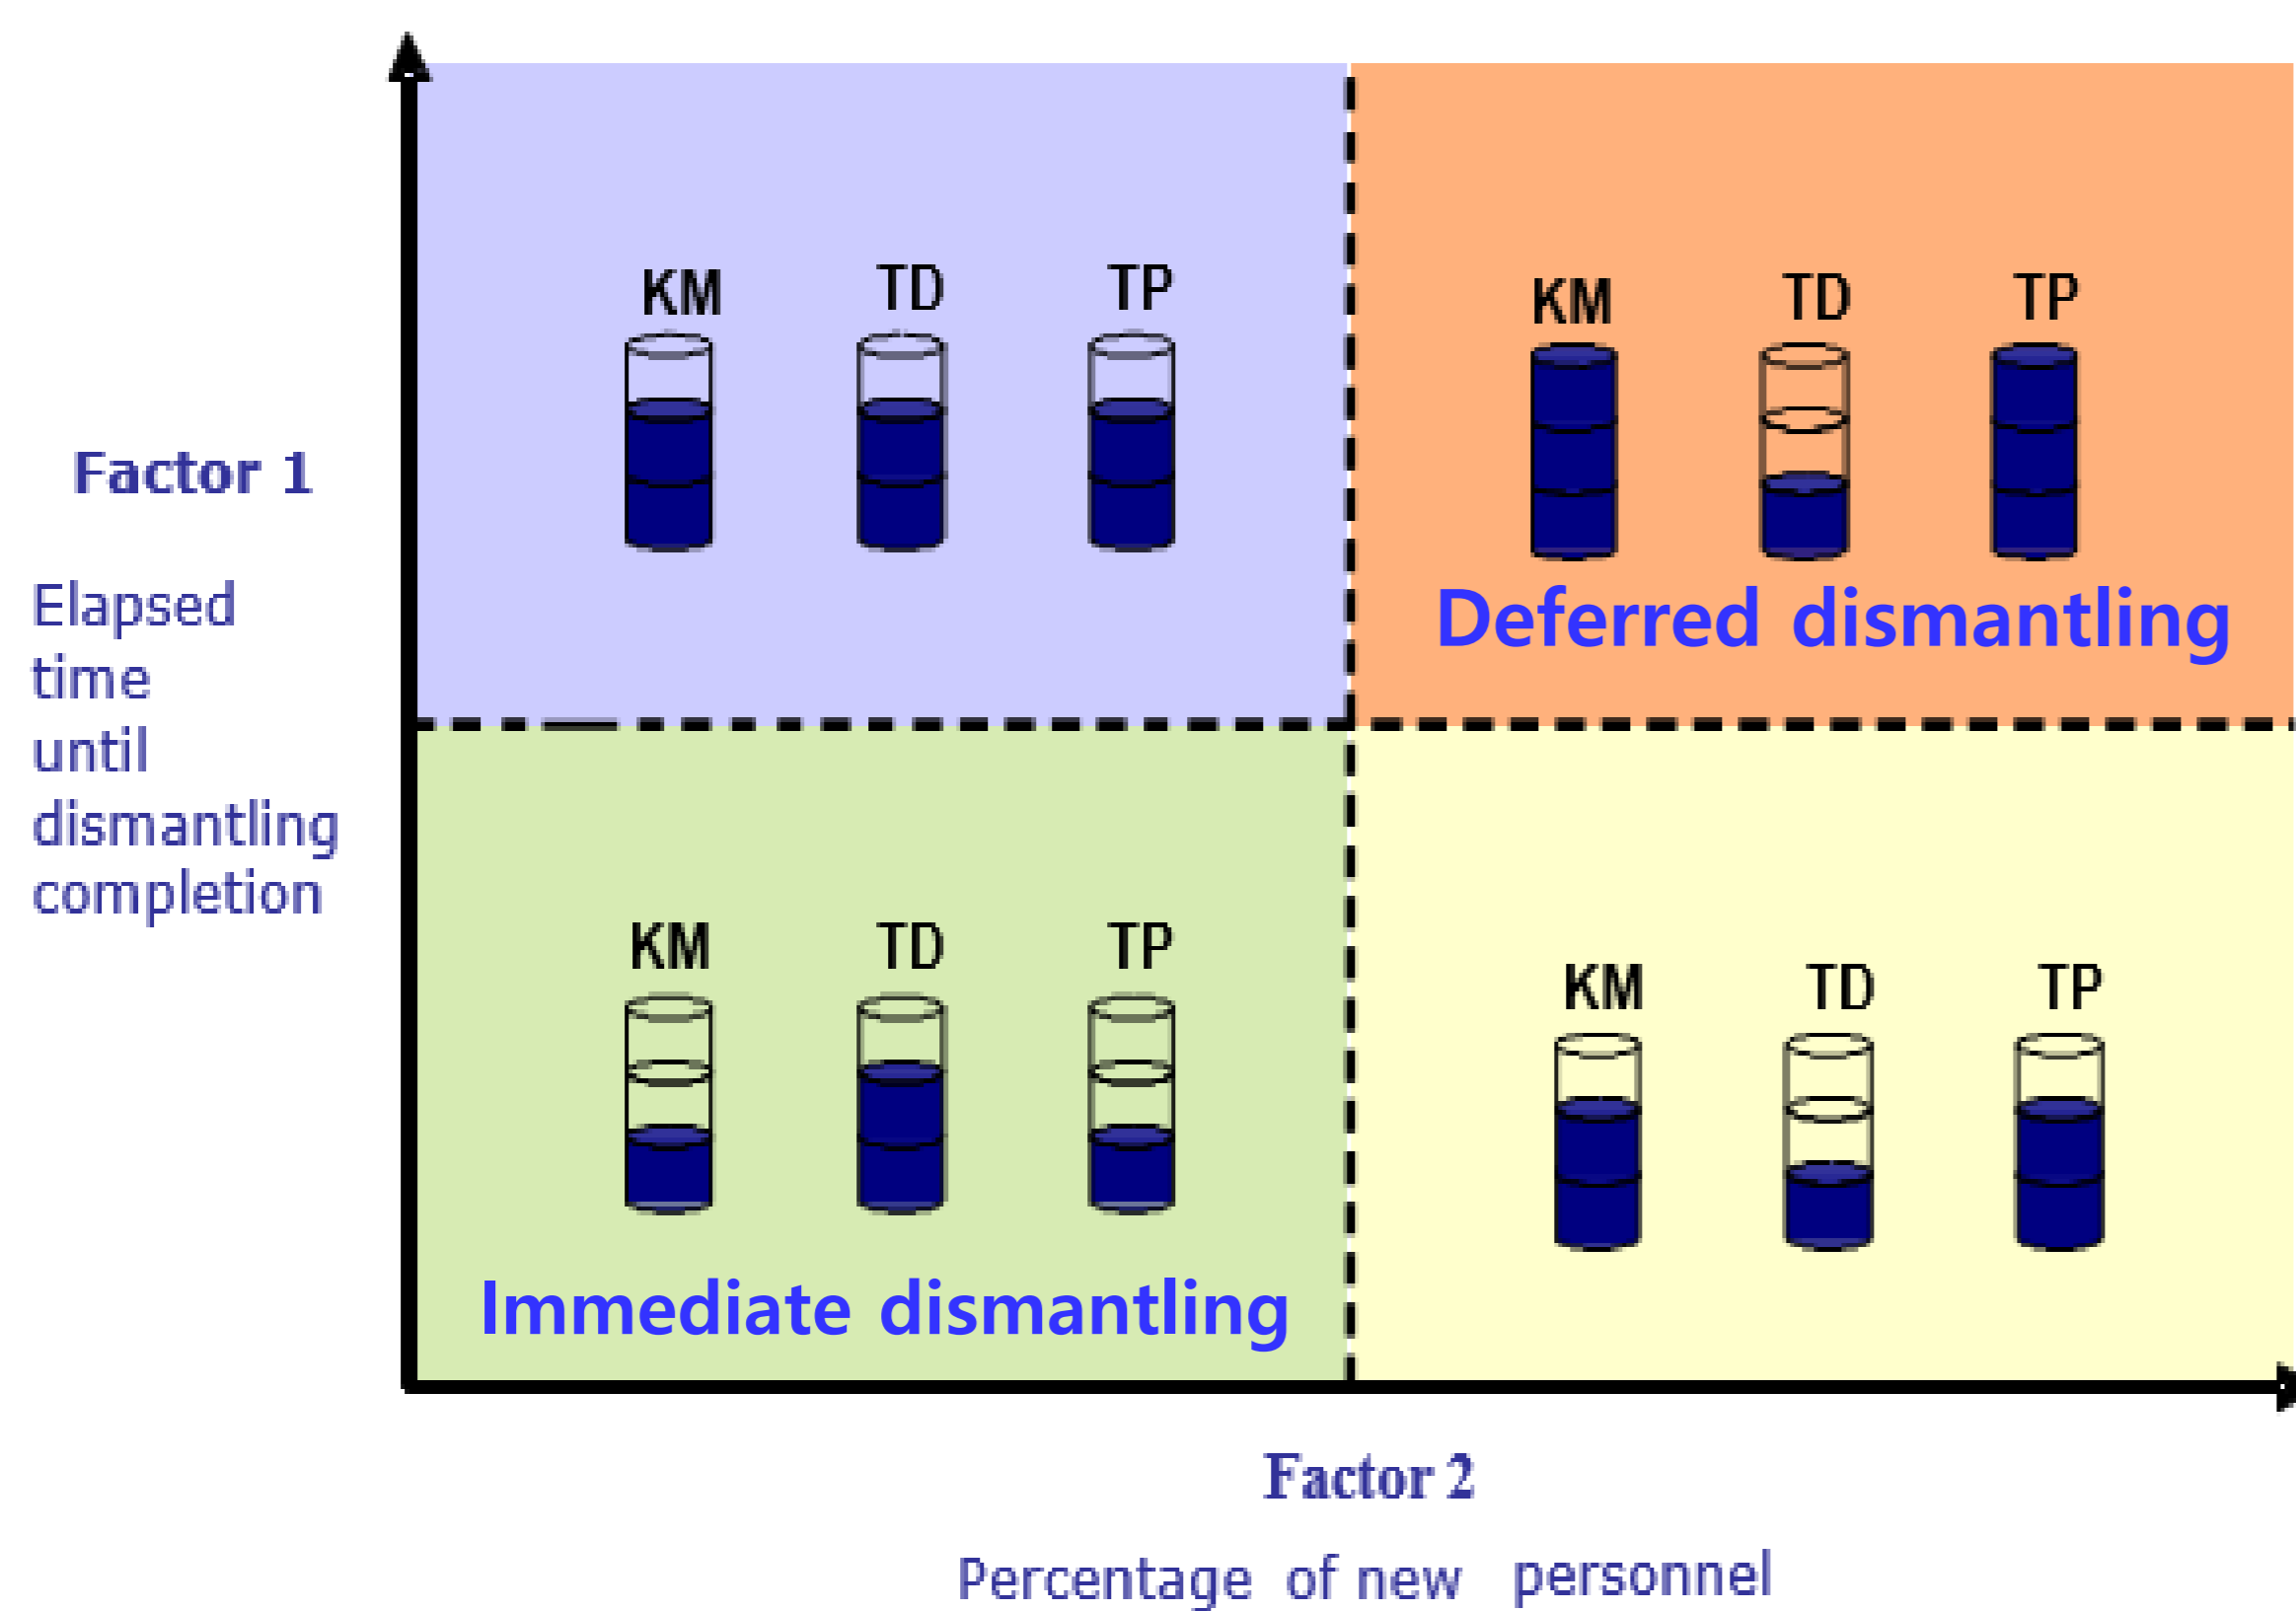 KM TD TP
KM TD TP
Factor 1
Deferred dismantling
Elapsed
time
until
dismantling
completion
KM TD TP
KM TD TP
Immediate dismantling
Factor 2
Percentage of new personnel